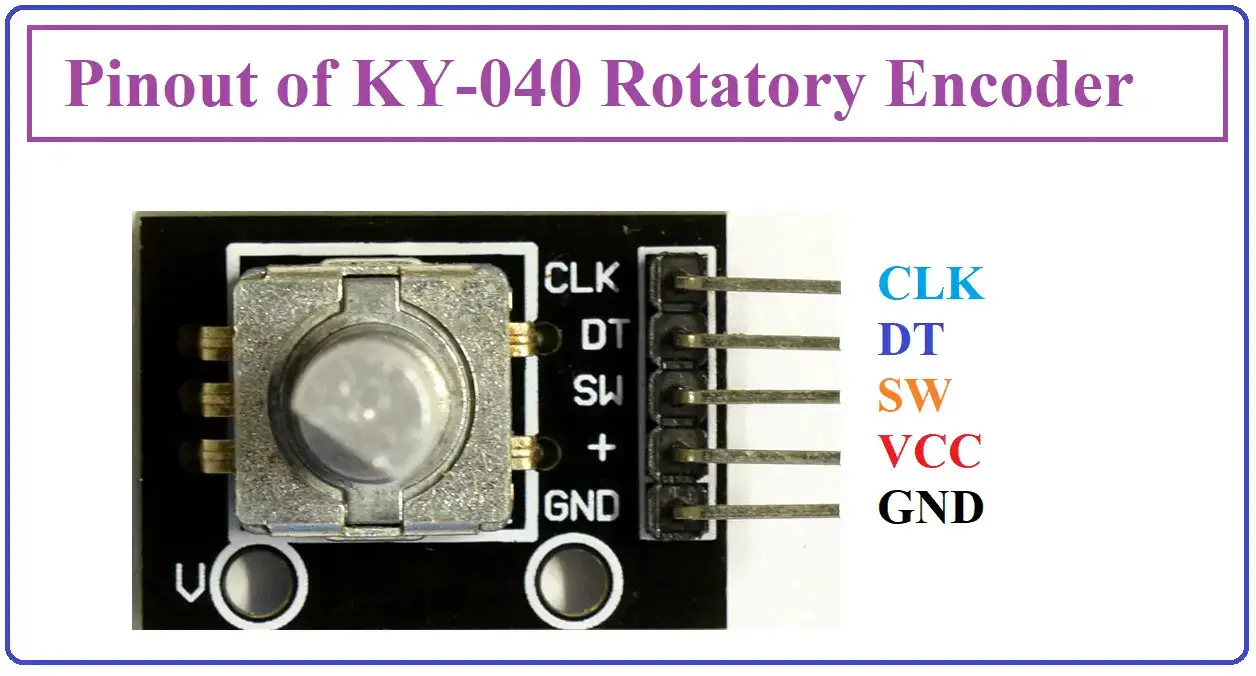 Pinout of KY-040 Rotatory Encoder
CLK CLK
DT DT
SW SW
+ VCC
GND GND
V